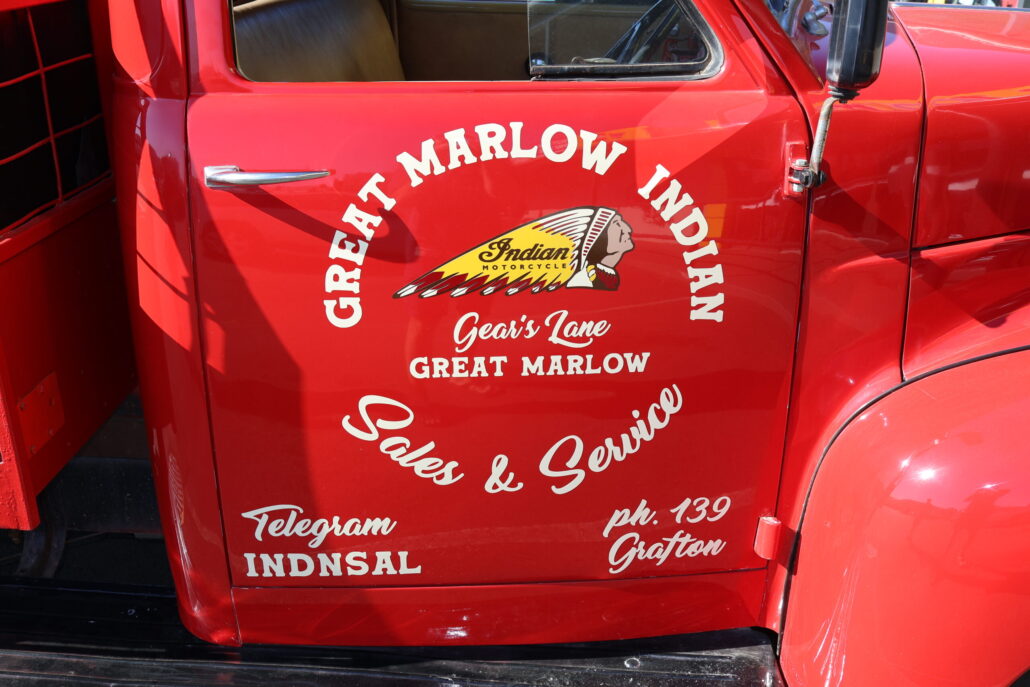 GREAT MARLOW INDIAN
Indian
MOTORCYCLE
Gear's Lane
GREAT MARLOW
Sales & Service
Telegram
INDNSAL
ph. 139
Grafton